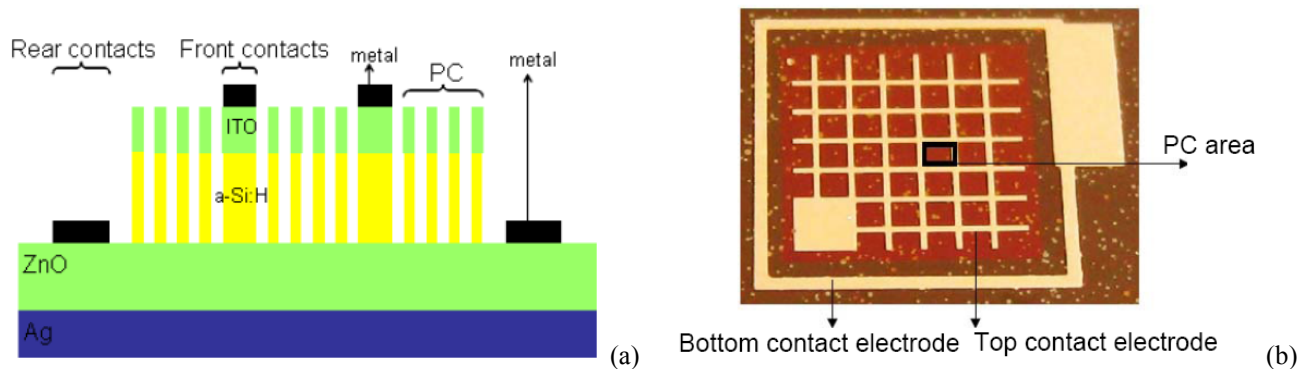 Rear contacts
Front contacts
metal
PC
metal
ITO
a-Si:H
ZnO
Ag
(a)
PC area
Bottom contact electrode
Top contact electrode
(b)